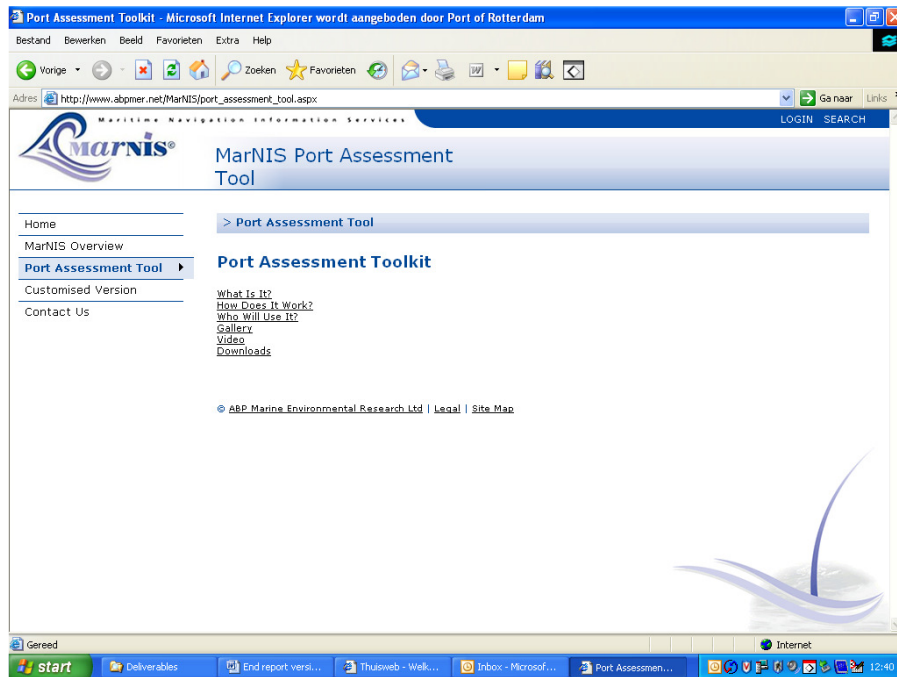 Port Assessment Toolkit - Microsoft Internet Explorer wordt aangeboden door Port of Rotterdam
Bestand Bewerken Beeld Favorieten Extra Help
Vorige Zoeken Favorieten
Adres http://www.abpmer.net/MarNIS/port_assessment_tool.aspx Ga naar Links
Maritime Navigation Information Services LOGIN SEARCH
Marnis®
MarNIS Port Assessment
Tool
Home
MarNIS Overview
Port Assessment Tool
Customised Version
Contact Us
> Port Assessment Tool
Port Assessment Toolkit
What Is It?
How Does It Work?
Who Will Use It?
Gallery
Video
Downloads
© ABP Marine Environmental Research Ltd | Legal | Site Map
Gereed Internet
start Deliverables End report versi... Thuisweb - Welk... Inbox - Microsof... Port Assessmen... 12:40